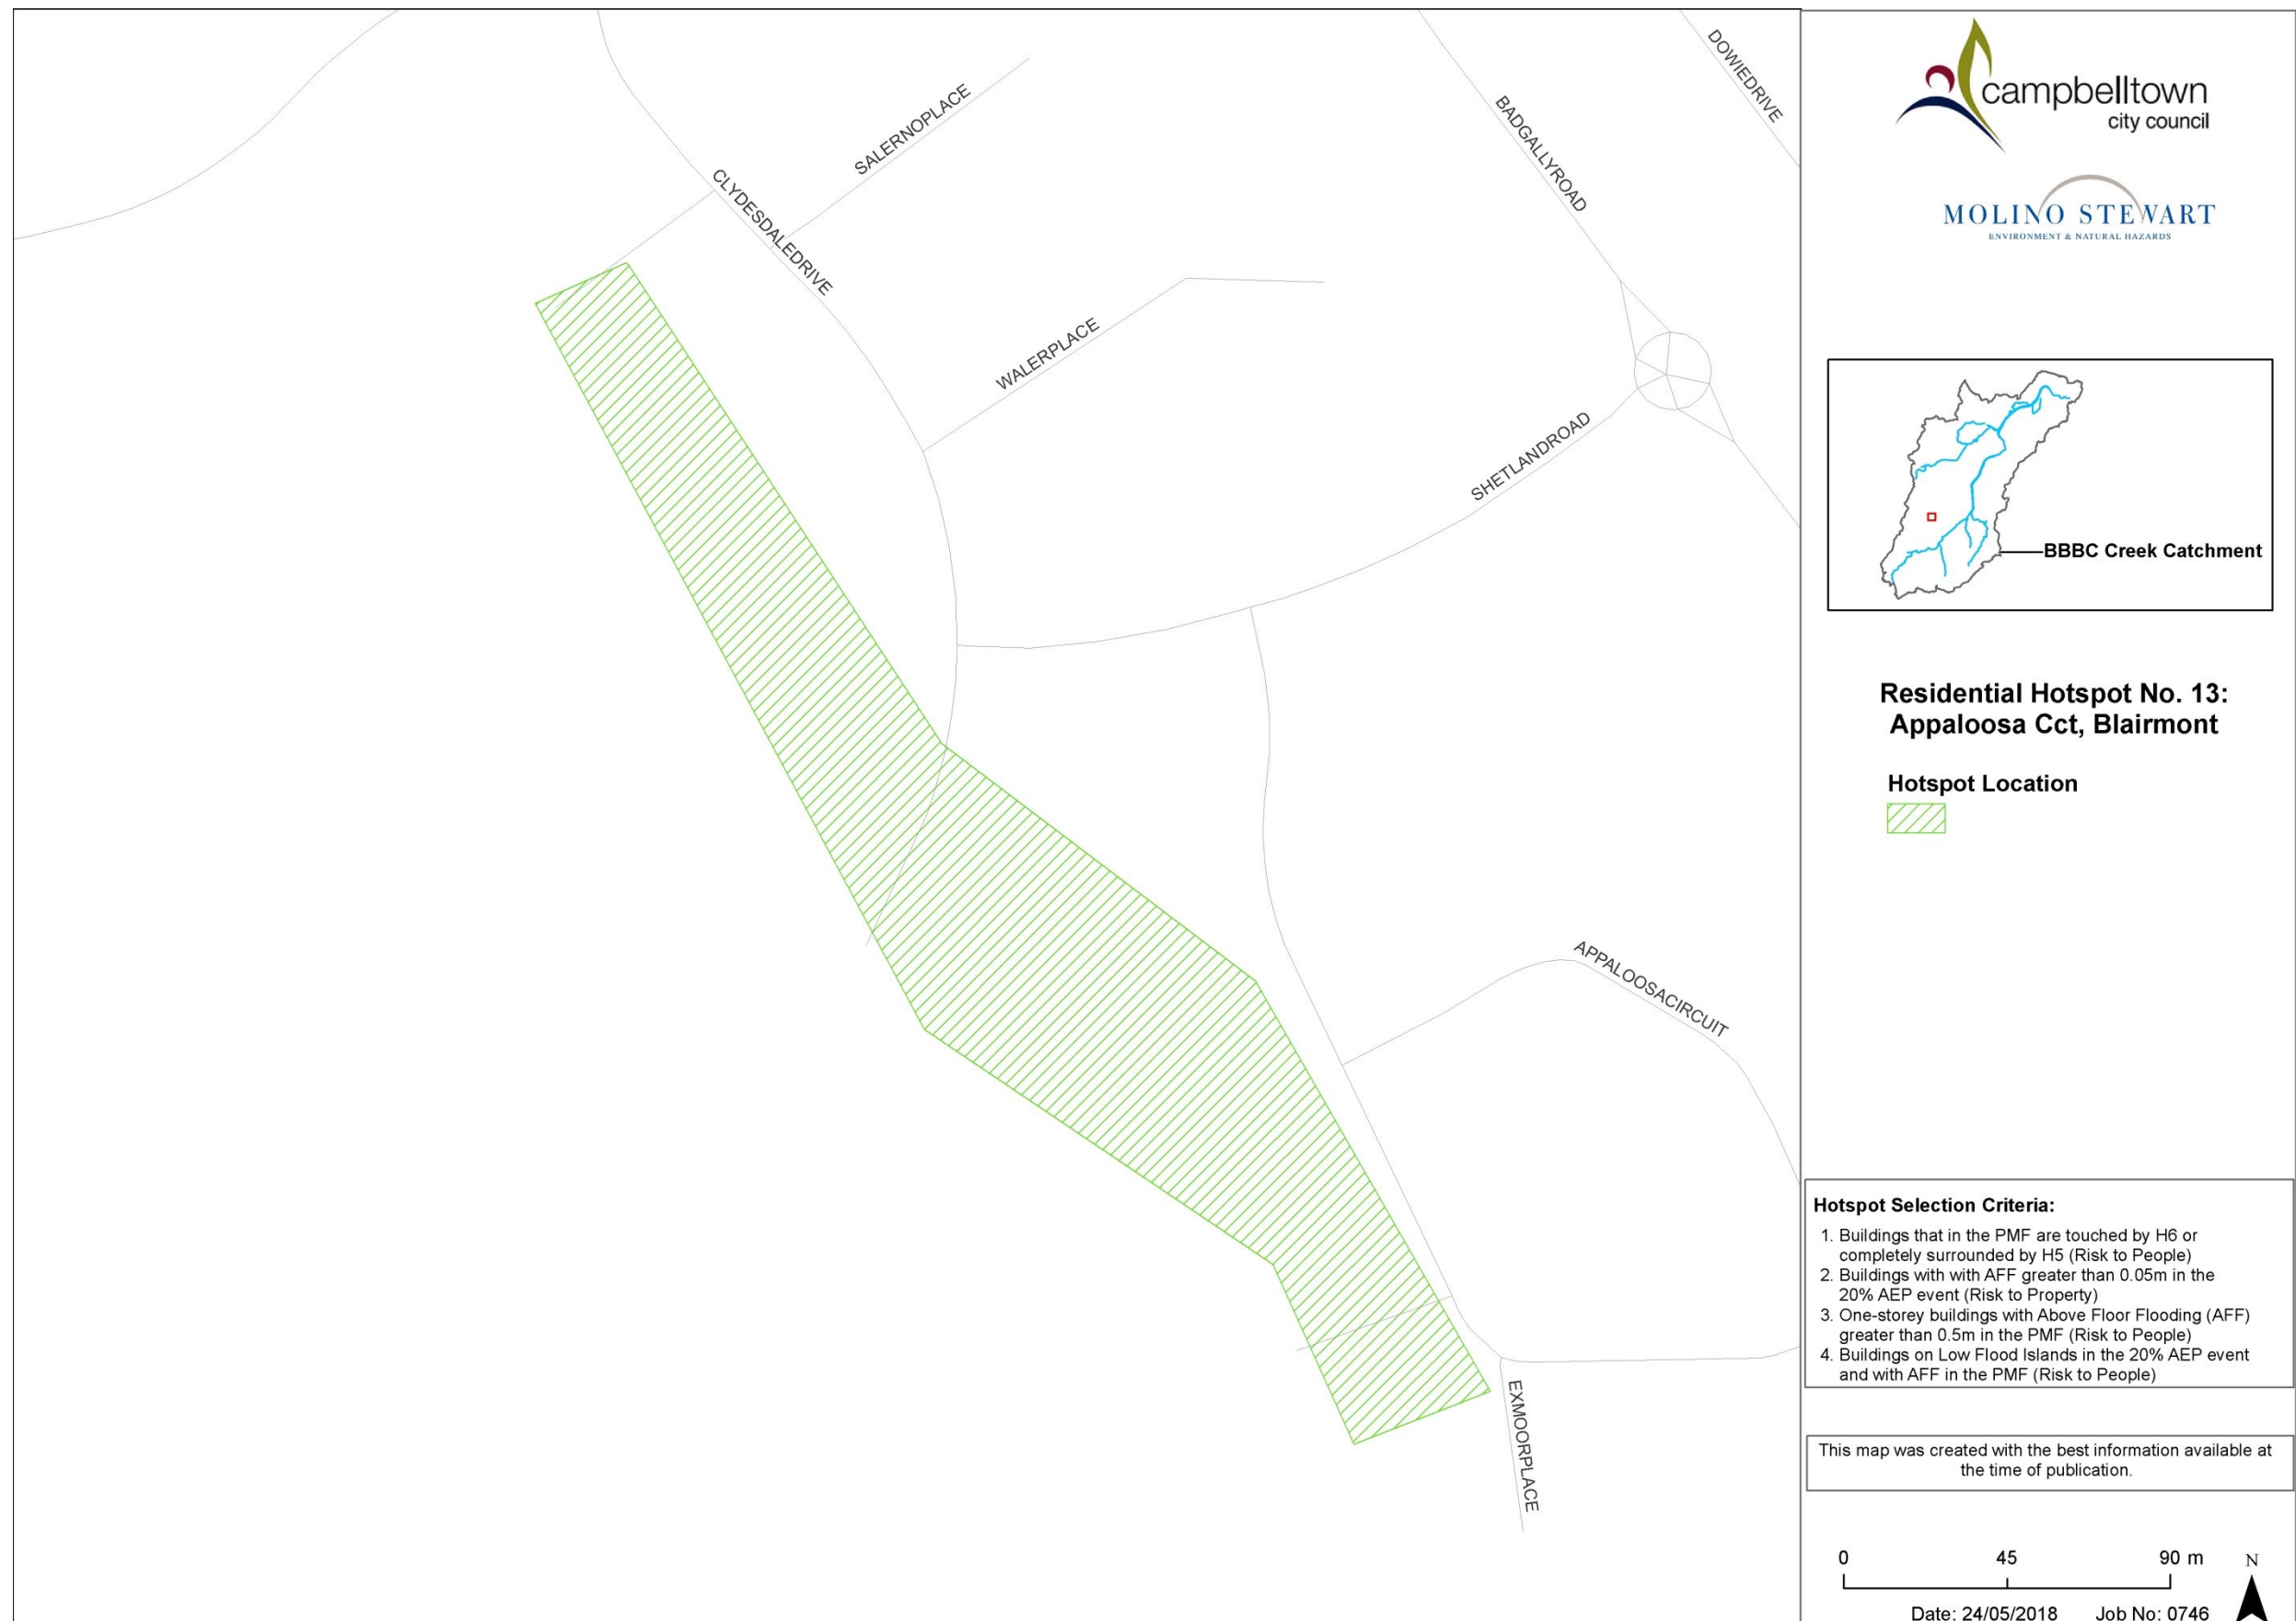 SALERNOPLACE
CLYDESDALEDRIVE
WALERPLACE
BADGALLYROAD
DOWIEDRIVE
SHETLANDROAD
APPALOOSACIRCUIT
EXMOORPLACE
campbelltown
city council
MOLINO STEWART
ENVIRONMENT & NATURAL HAZARDS
BBBC Creek Catchment
Residential Hotspot No. 13:
Appaloosa Cct, Blairmont
Hotspot Location
Hotspot Selection Criteria:
1. Buildings that in the PMF are touched by H6 or
completely surrounded by H5 (Risk to People)
2. Buildings with with AFF greater than 0.05m in the
20% AEP event (Risk to Property)
3. One-storey buildings with Above Floor Flooding (AFF)
greater than 0.5m in the PMF (Risk to People)
4. Buildings on Low Flood Islands in the 20% AEP event
and with AFF in the PMF (Risk to People)
This map was created with the best information available at
the time of publication.
0 45 90 m N
Date: 24/05/2018 Job No: 0746